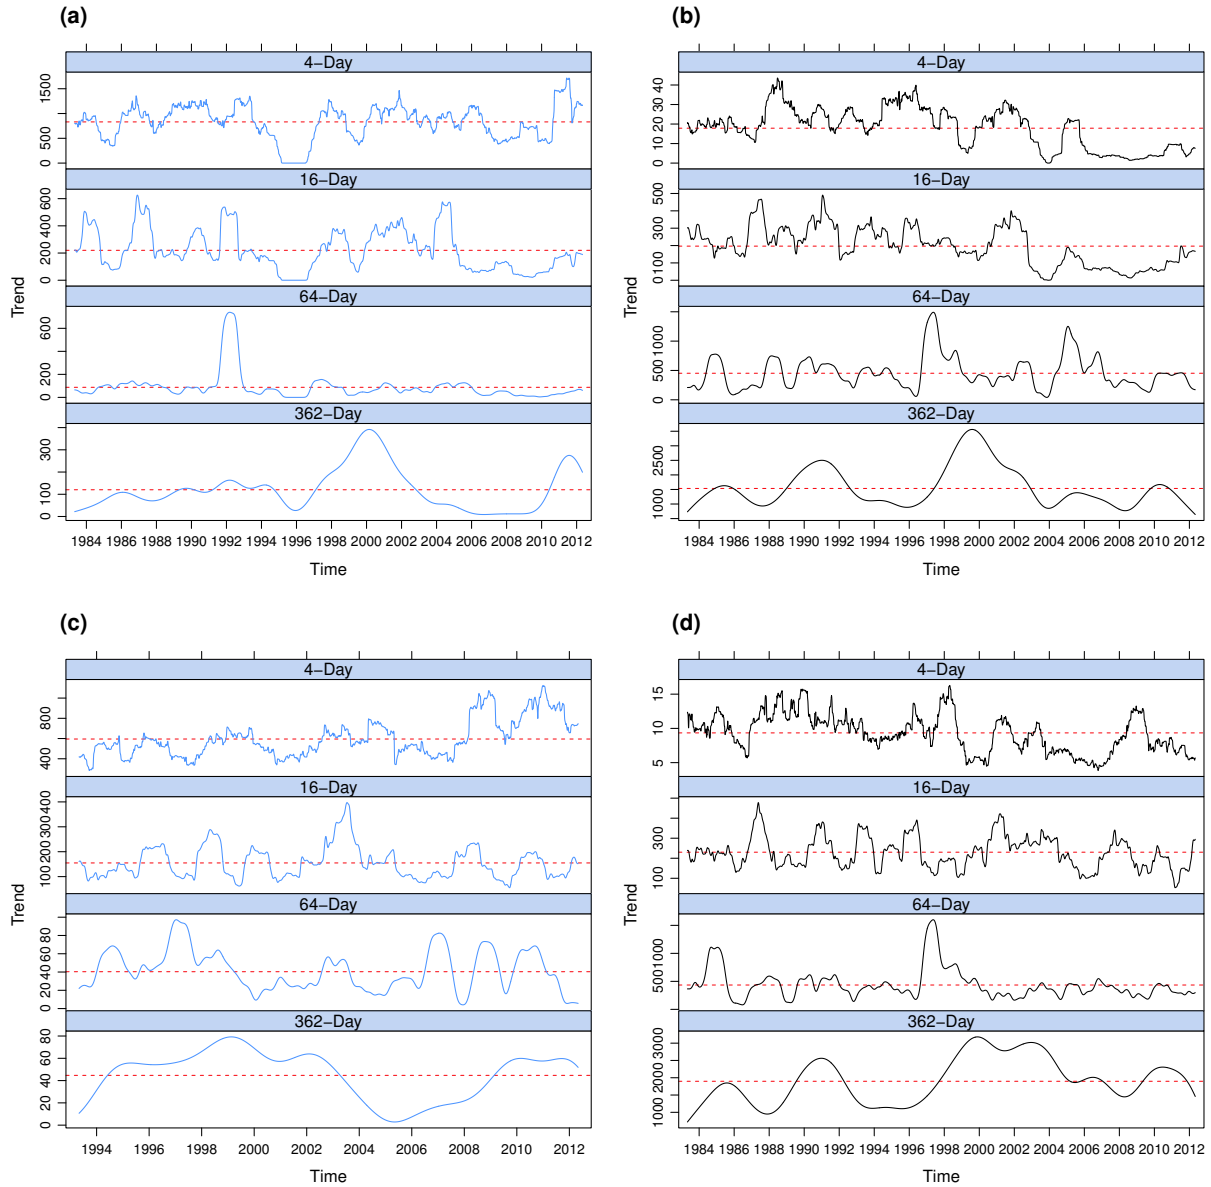 (a)
4−Day
0 500 1500
16−Day
0 200 400 600
64−Day
0 200 600
362−Day
0 100 300
Trend
1984 1986 1988 1990 1992 1994 1996 1998 2000 2002 2004 2006 2008 2010 2012
Time
(b)
4−Day
0 10 20 30 40
16−Day
0 100 300 500
64−Day
0 500 1000
362−Day
1000 2500
Trend
1984 1986 1988 1990 1992 1994 1996 1998 2000 2002 2004 2006 2008 2010 2012
Time
(c)
4−Day
400 800
16−Day
100 200 300 400
64−Day
0 20 40 60 80
362−Day
0 20 40 60 80
Trend
1994 1996 1998 2000 2002 2004 2006 2008 2010 2012
Time
(d)
4−Day
5 10 15
16−Day
100 300
64−Day
500 1000
362−Day
1000 2000 3000
Trend
1984 1986 1988 1990 1992 1994 1996 1998 2000 2002 2004 2006 2008 2010 2012
Time